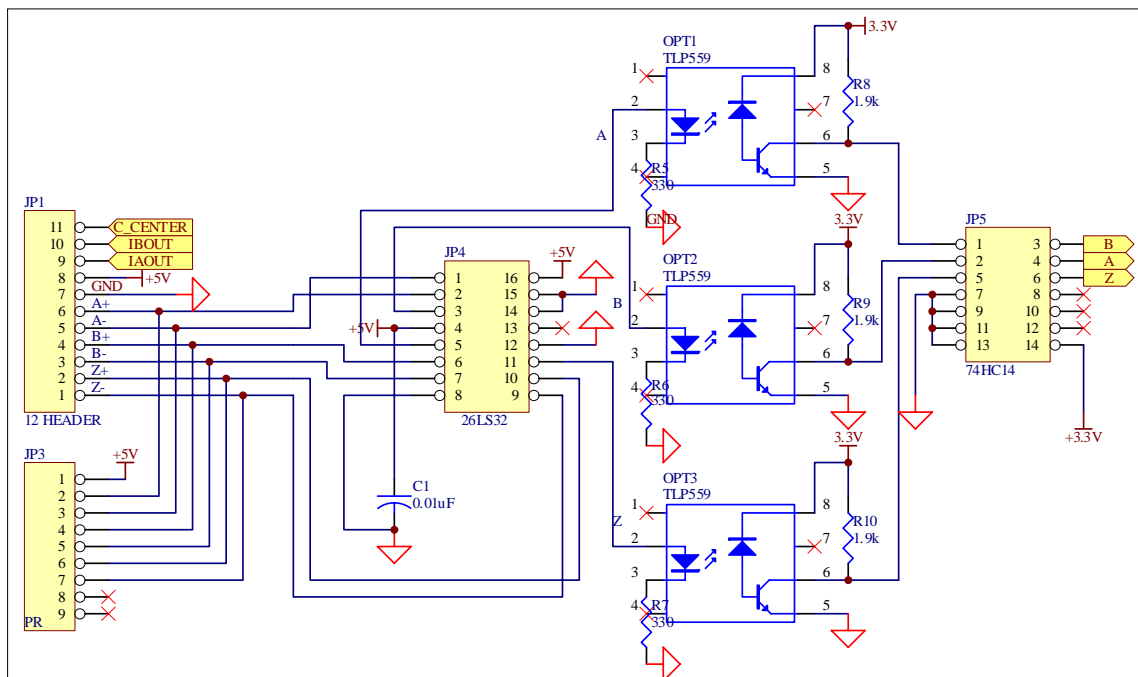 OPT1
TLP559
3.3V
1
2
3
4
8
7
6
5
R8
1.9k
A
R5
330
GND
JP1
11
10
9
8
7
6
5
4
3
2
1
C_CENTER
IBOUT
IAOUT
+5V
GND
A+
A-
B+
B-
Z+
Z-
12 HEADER
JP4
1
2
3
4
5
6
7
8
16
15
14
13
12
11
10
9
+5V
+5V
26LS32
OPT2
TLP559
3.3V
1
2
3
4
8
7
6
5
R9
1.9k
B
R6
330
JP5
1
2
5
7
9
11
13
3
4
6
8
10
12
14
B
A
Z
74HC14
+3.3V
JP3
1
2
3
4
5
6
7
8
9
+5V
PR
C1
0.01uF
OPT3
TLP559
3.3V
1
2
3
4
8
7
6
5
R10
1.9k
Z
R7
330